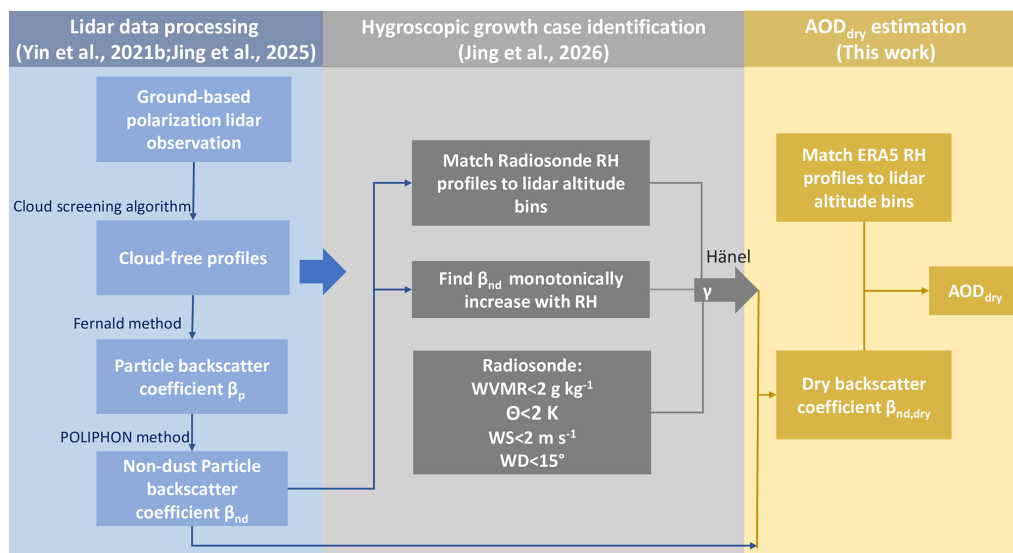 Lidar data processing
(Yin et al., 2021b;Jing et al., 2025)
Ground-based
polarization lidar
observation
Cloud screening algorithm
Cloud-free profiles
Fernald method
Particle backscatter
coefficient βp
POLIPHON method
Non-dust Particle
backscatter
coefficient βnd
Hygroscopic growth case identification
(Jing et al., 2026)
Match Radiosonde RH
profiles to lidar altitude
bins
Find βnd monotonically
increase with RH
Radiosonde:
WVMR<2 g kg⁻¹
Θ<2 K
WS<2 m s⁻¹
WD<15°
Hänel
γ
AODdry estimation
(This work)
Match ERA5 RH
profiles to lidar
altitude bins
AODdry
Dry backscatter
coefficient βnd,dry